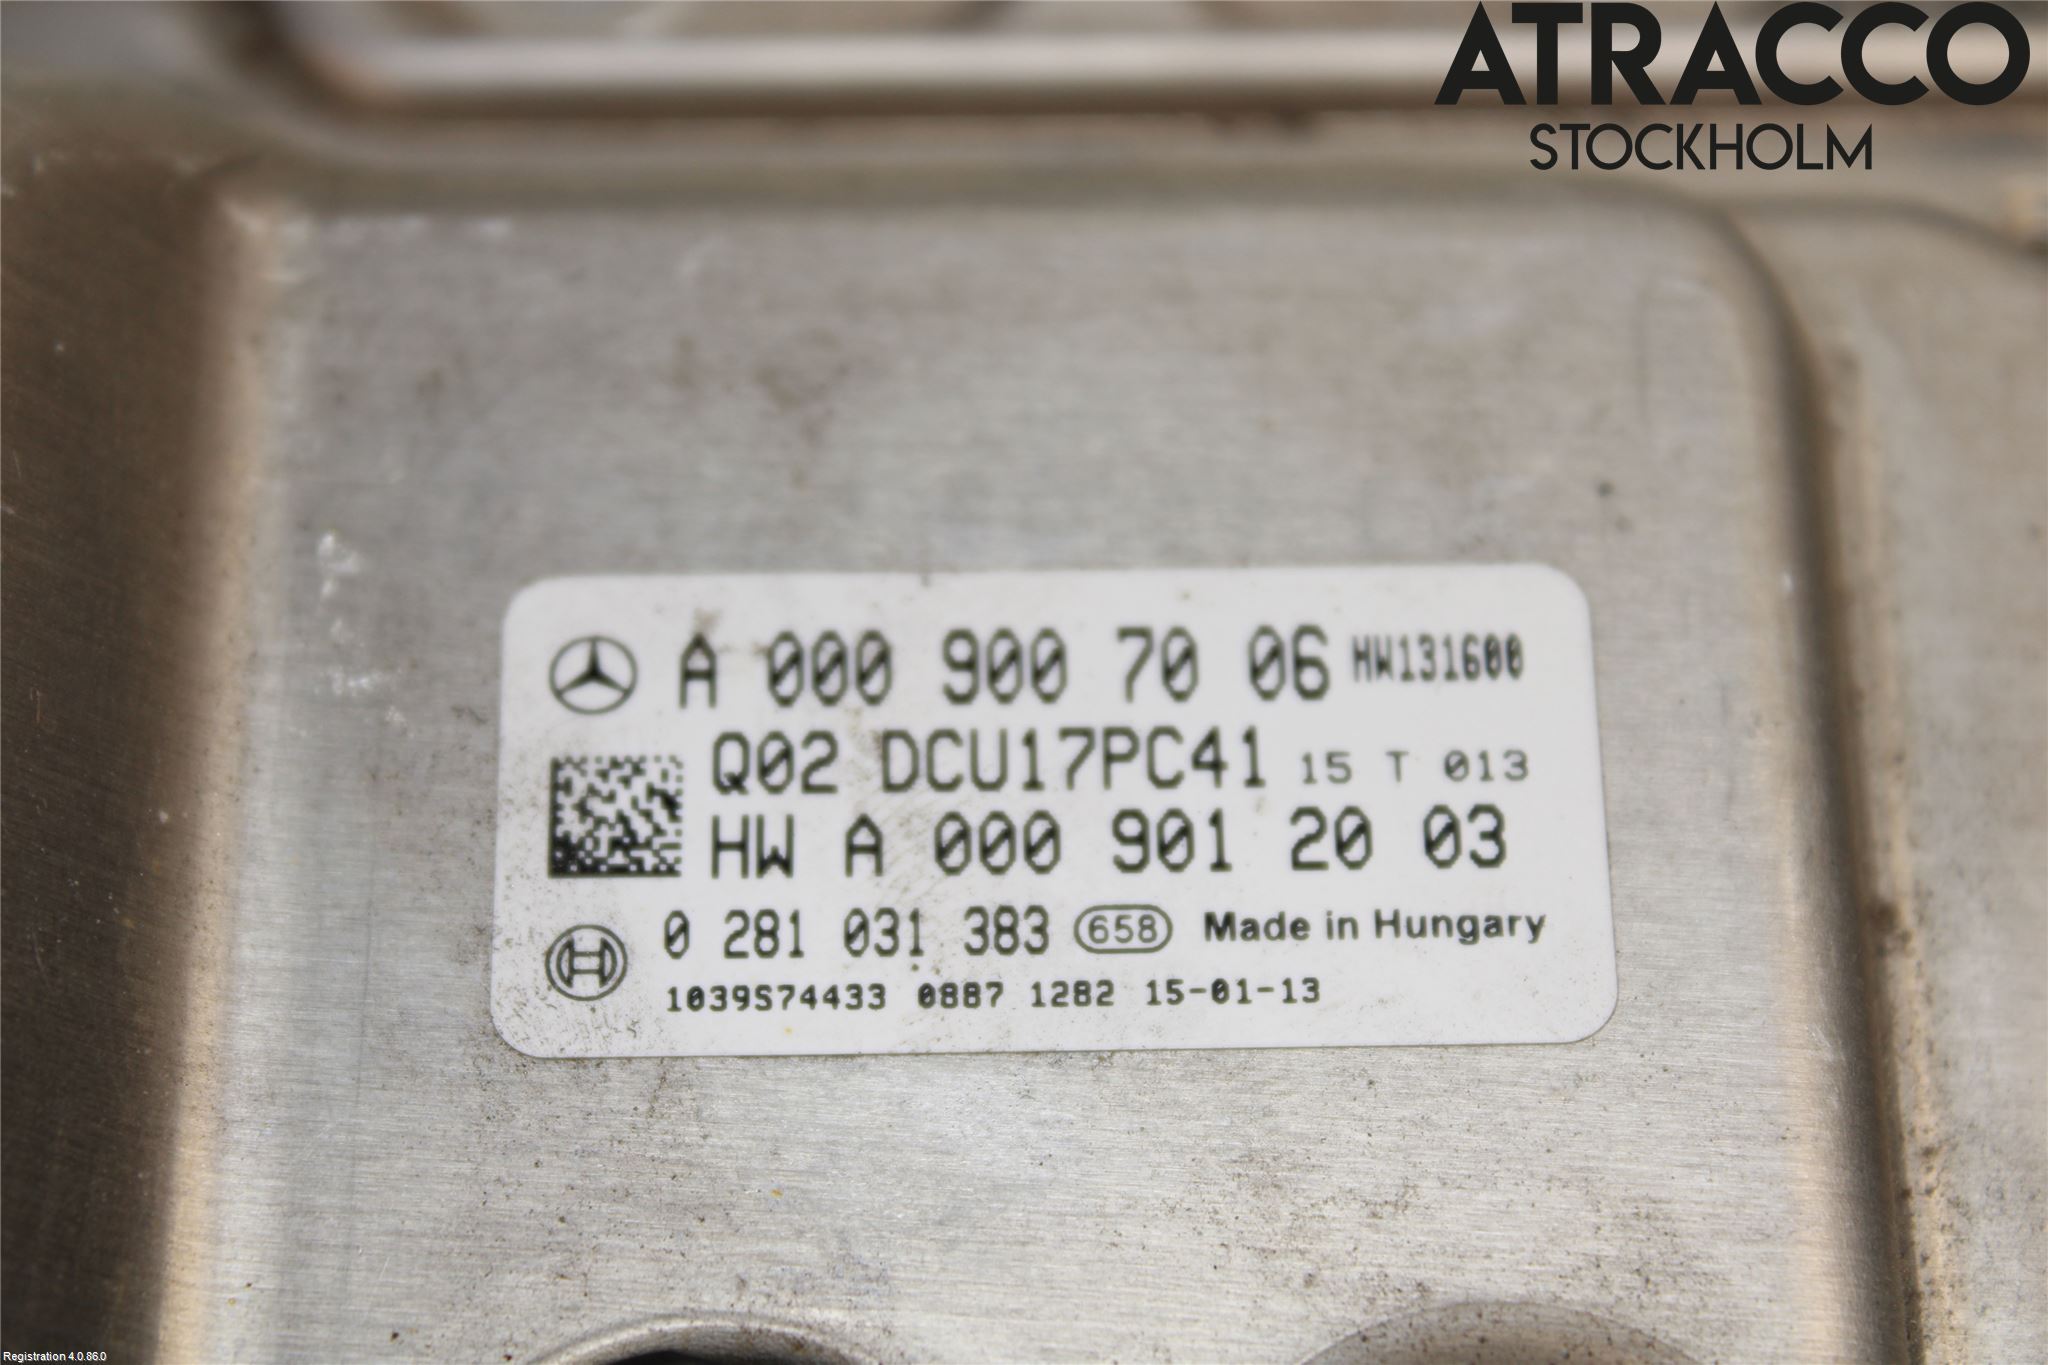 ATRACCO
STOCKHOLM
A 000 900 70 06 HW131600
Q02 DCU17PC41 15 T 013
HW A 000 901 20 03
0 281 031 383 658 Made in Hungary
1039S74433 0887 1282 15-01-13
Registration 4.0.86.0